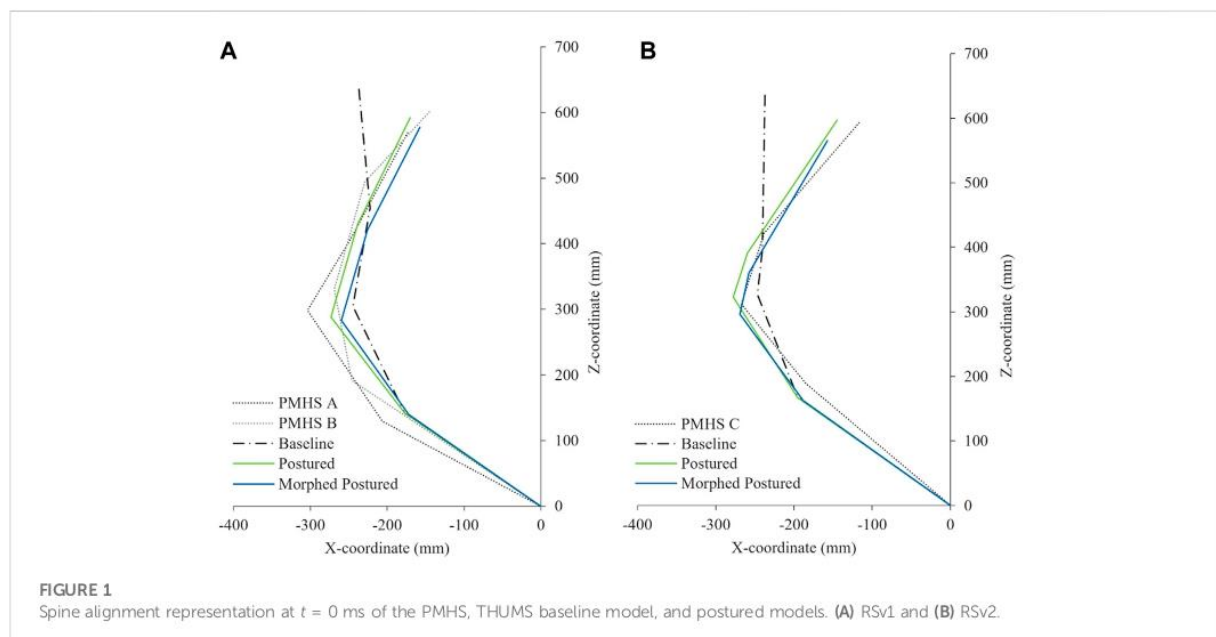 A
700
600
500
400
300
200
100
0
Z-coordinate (mm)
PMHS A
PMHS B
Baseline
Postured
Morphed Postured
-400 -300 -200 -100 0
X-coordinate (mm)
B
700
600
500
400
300
200
100
0
Z-coordinate (mm)
PMHS C
Baseline
Postured
Morphed Postured
-400 -300 -200 -100 0
X-coordinate (mm)
FIGURE 1
Spine alignment representation at t = 0 ms of the PMHS, THUMS baseline model, and postured models. (A) RSv1 and (B) RSv2.